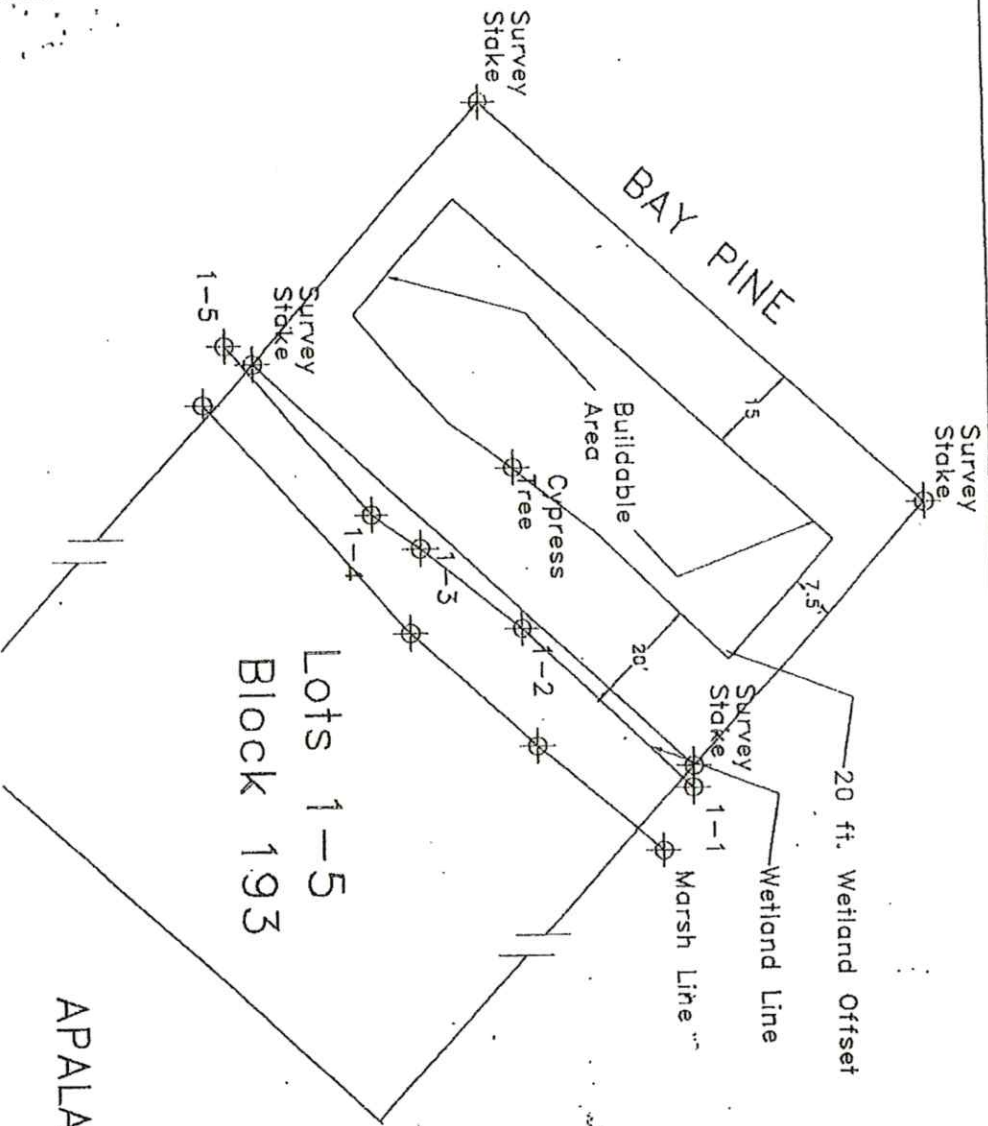 Survey
Stake
BAY PINE
Survey
Stake
15
7.5'
Buildable
Area
Cypress
Tree
20'
Survey
Stake
1-5
Survey
Stake
1-1
1-2
1-3
1-4
20 ft. Wetland Offset
Wetland Line
Marsh Line
Lots 1-5
Block 193
APALA